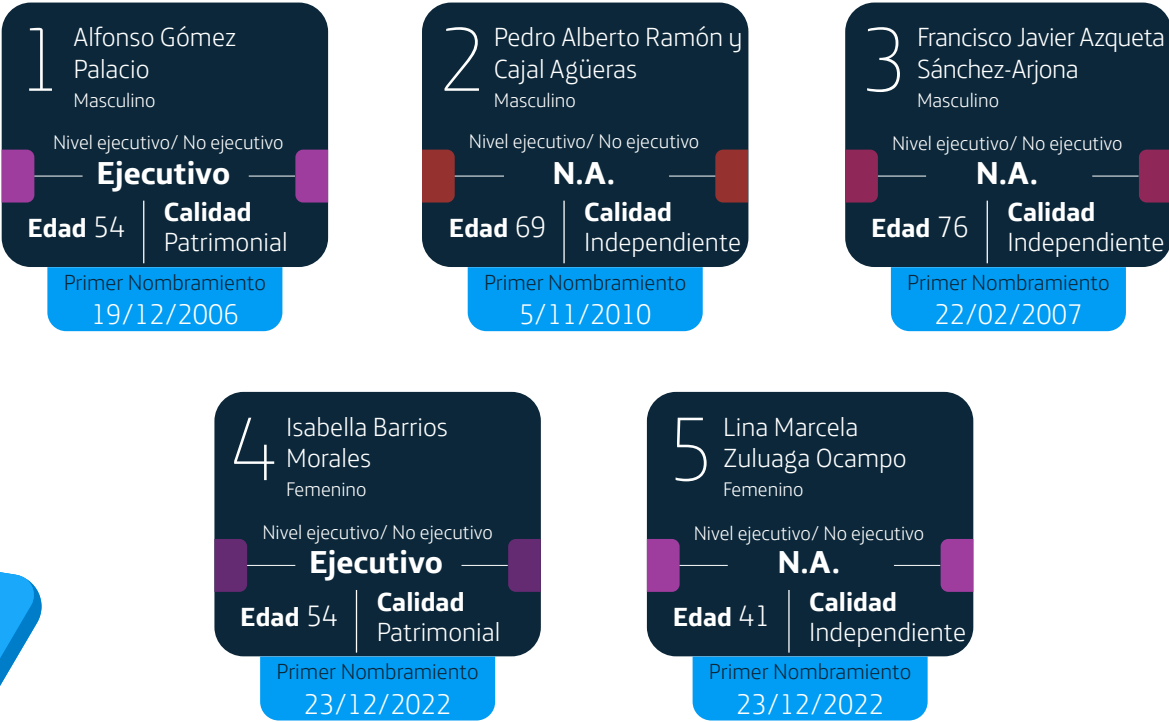 1
Alfonso Gómez
Palacio
Masculino
Nivel ejecutivo/ No ejecutivo
Ejecutivo
Edad 54
Calidad
Patrimonial
Primer Nombramiento
19/12/2006
2
Pedro Alberto Ramón y
Cajal Agüeras
Masculino
Nivel ejecutivo/ No ejecutivo
N.A.
Edad 69
Calidad
Independiente
Primer Nombramiento
5/11/2010
3
Francisco Javier Azqueta
Sánchez-Arjona
Masculino
Nivel ejecutivo/ No ejecutivo
N.A.
Edad 76
Calidad
Independiente
Primer Nombramiento
22/02/2007
4
Isabella Barrios
Morales
Femenino
Nivel ejecutivo/ No ejecutivo
Ejecutivo
Edad 54
Calidad
Patrimonial
Primer Nombramiento
23/12/2022
5
Lina Marcela
Zuluaga Ocampo
Femenino
Nivel ejecutivo/ No ejecutivo
N.A.
Edad 41
Calidad
Independiente
Primer Nombramiento
23/12/2022